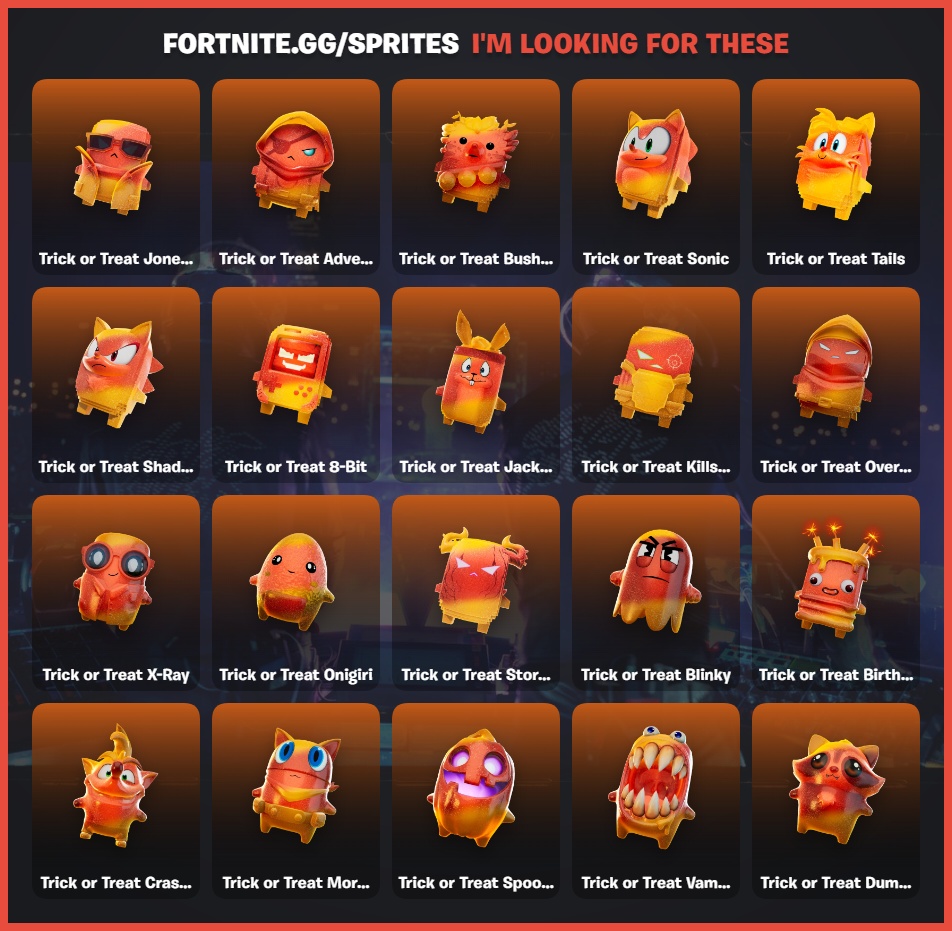 FORTNITE.GG/SPRITES I'M LOOKING FOR THESE
Trick or Treat Jone...
Trick or Treat Adve...
Trick or Treat Bush...
Trick or Treat Sonic
Trick or Treat Tails
Trick or Treat Shad...
Trick or Treat 8-Bit
Trick or Treat Jack...
Trick or Treat Kills...
Trick or Treat Over...
Trick or Treat X-Ray
Trick or Treat Onigiri
Trick or Treat Stor...
Trick or Treat Blinky
Trick or Treat Birth...
Trick or Treat Cras...
Trick or Treat Mor...
Trick or Treat Spoo...
Trick or Treat Vam...
Trick or Treat Dum...